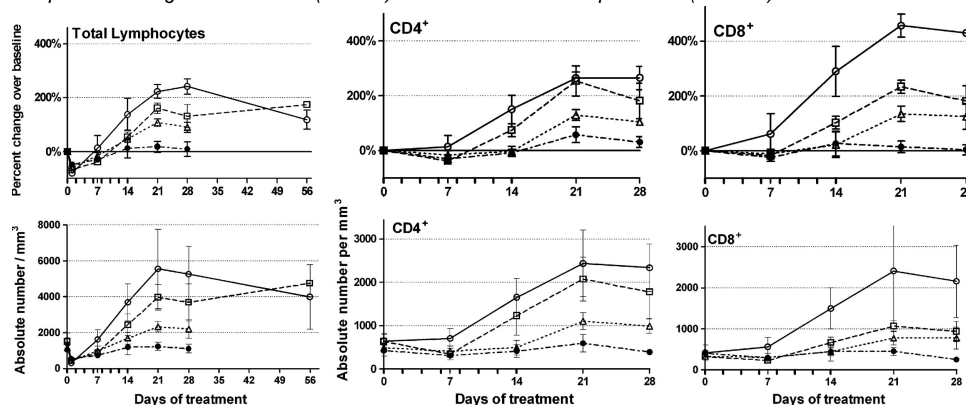 Total Lymphocytes
Percent change over baseline
400%
200%
0%
0 7 14 21 28 35 42 49 56
CD4+
400%
200%
0%
0 7 14 21 28
CD8+
400%
200%
0%
0 7 14 21 28
Absolute number / mm3
8000
6000
4000
2000
0
0 7 14 21 28 35 42 49 56
Days of treatment
CD4+
Absolute number per mm3
3000
2000
1000
0
0 7 14 21 28
Days of treatment
CD8+
3000
2000
1000
0
0 7 14 21 28
Days of treatment